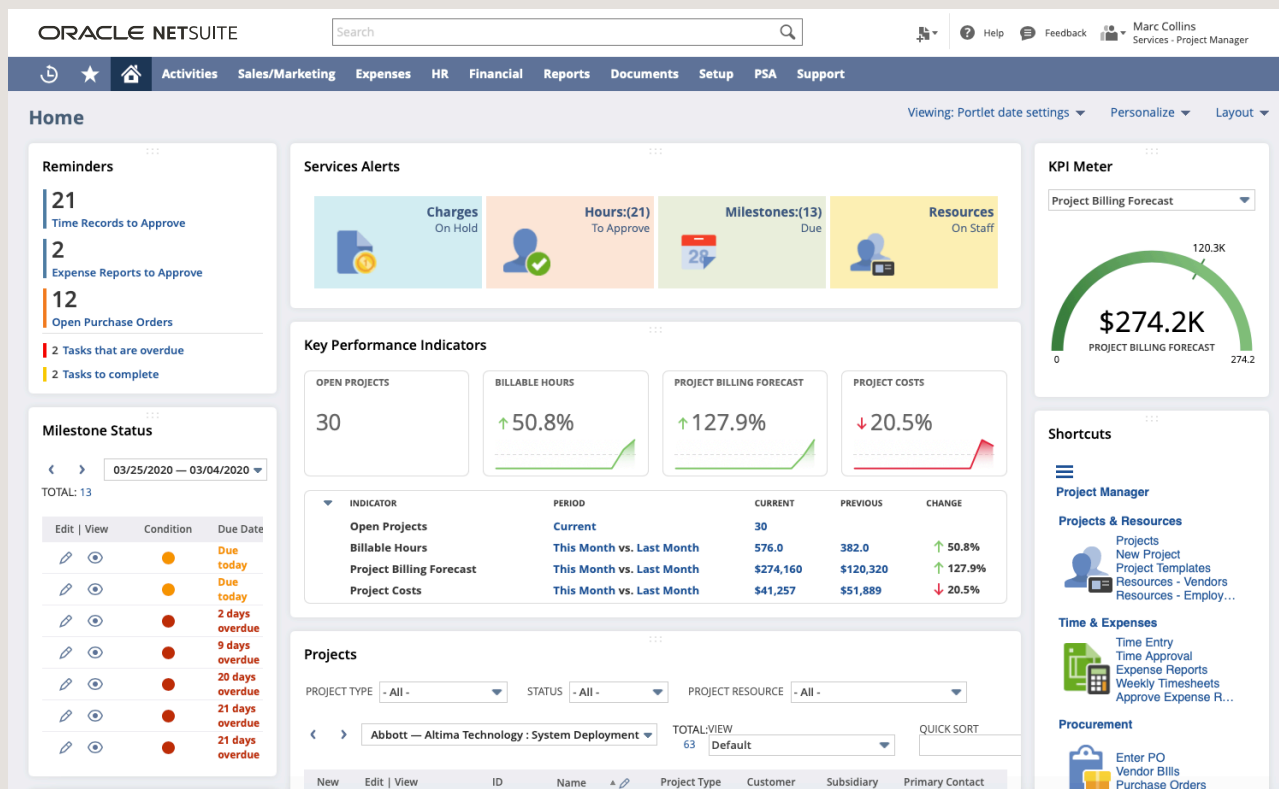 ORACLE NETSUITE
Search
Help
Feedback
Marc Collins
Services - Project Manager
Activities Sales/Marketing Expenses HR Financial Reports Documents Setup PSA Support
Home
Viewing: Portlet date settings Personalize Layout
Reminders
21
Time Records to Approve
2
Expense Reports to Approve
12
Open Purchase Orders
2 Tasks that are overdue
2 Tasks to complete
Milestone Status
03/25/2020 — 03/04/2020
TOTAL: 13
Edit | View Condition Due Date
Due
today
Due
today
2 days
overdue
9 days
overdue
20 days
overdue
21 days
overdue
21 days
overdue
Services Alerts
Charges
On Hold
Hours:(21)
To Approve
28
Milestones:(13)
Due
Resources
On Staff
Key Performance Indicators
OPEN PROJECTS
30
BILLABLE HOURS
↑50.8%
PROJECT BILLING FORECAST
↑127.9%
PROJECT COSTS
↓20.5%
INDICATOR PERIOD CURRENT PREVIOUS CHANGE
Open Projects Current 30
Billable Hours This Month vs. Last Month 576.0 382.0 ↑ 50.8%
Project Billing Forecast This Month vs. Last Month $274,160 $120,320 ↑ 127.9%
Project Costs This Month vs. Last Month $41,257 $51,889 ↓ 20.5%
Projects
PROJECT TYPE - All - STATUS - All - PROJECT RESOURCE - All -
Abbott — Altima Technology : System Deployment
TOTAL:
63
VIEW
Default
QUICK SORT
New Edit | View ID Name Project Type Customer Subsidiary Primary Contact
KPI Meter
Project Billing Forecast
120.3K
$274.2K
PROJECT BILLING FORECAST
0 274.2
Shortcuts
Project Manager
Projects & Resources
Projects
New Project
Project Templates
Resources - Vendors
Resources - Employ...
Time & Expenses
Time Entry
Time Approval
Expense Reports
Weekly Timesheets
Approve Expense R...
Procurement
Enter PO
Vendor Bills
Purchase Orders